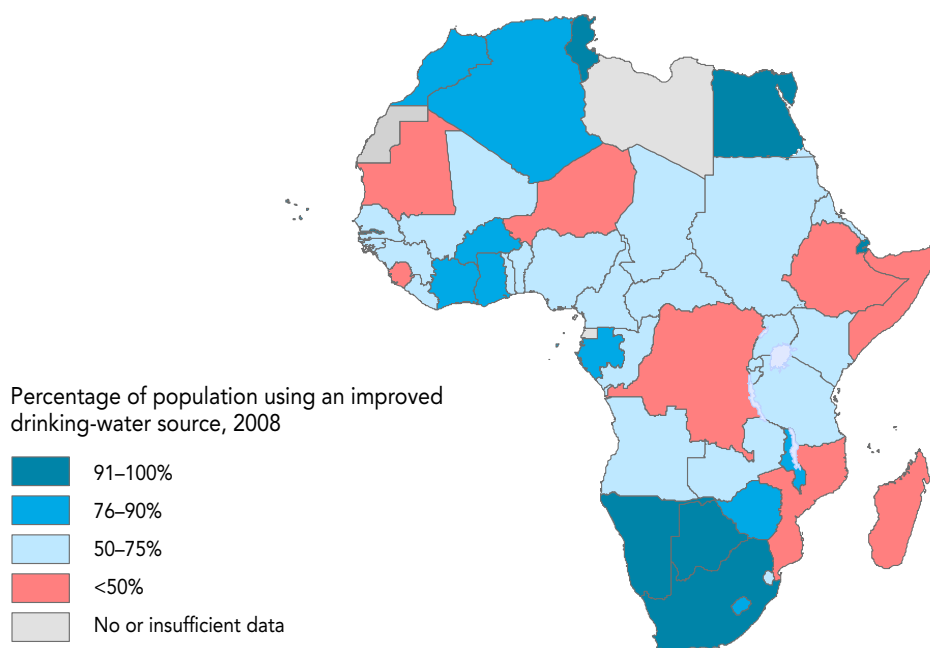 Percentage of population using an improved
drinking-water source, 2008
91–100%
76–90%
50–75%
<50%
No or insufficient data